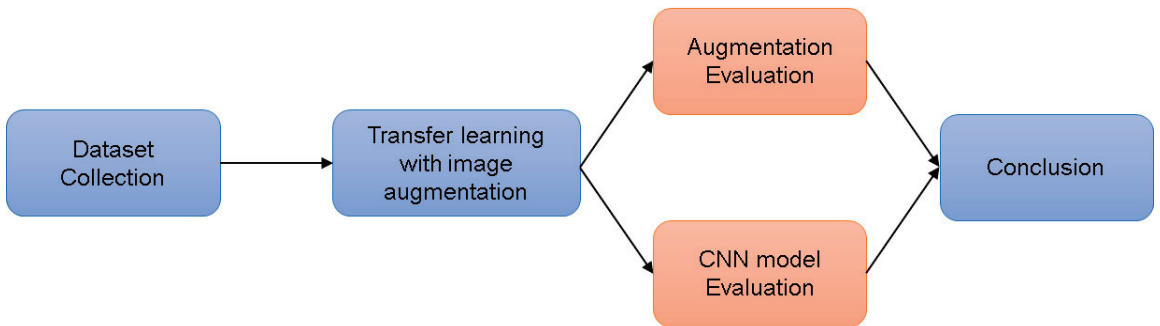 Dataset
Collection
Transfer learning
with image
augmentation
Augmentation
Evaluation
CNN model
Evaluation
Conclusion